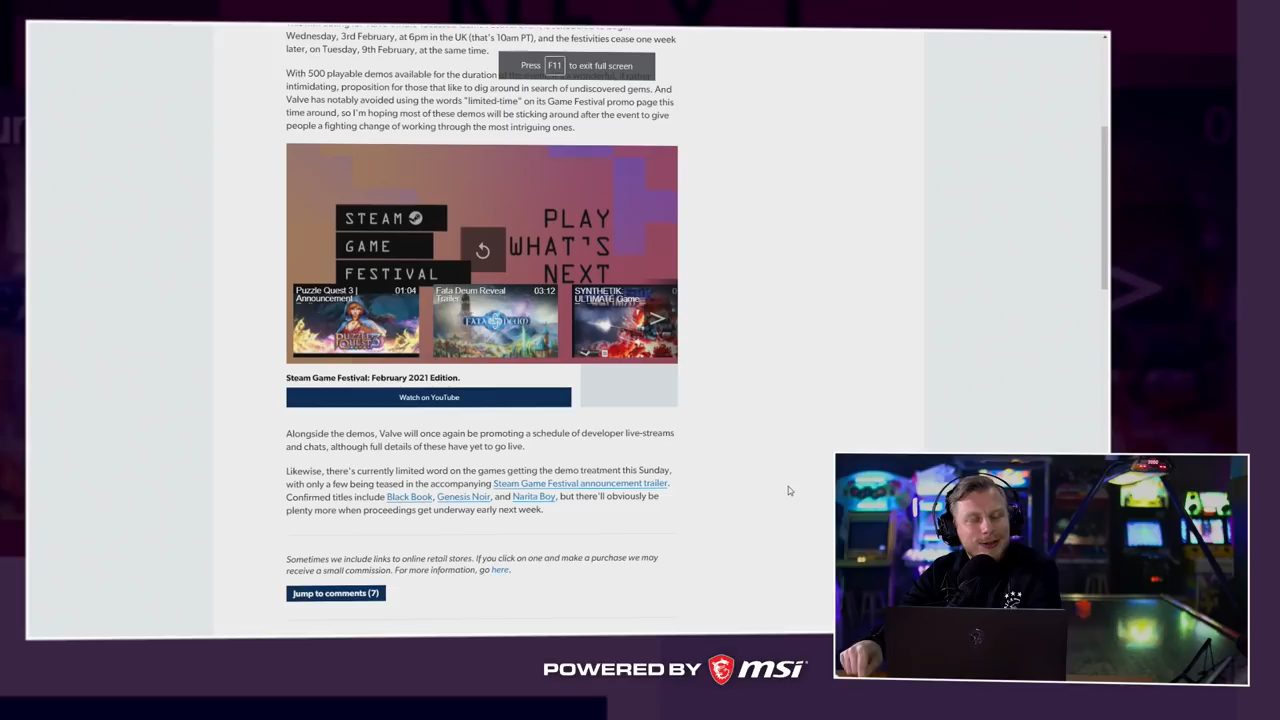 Wednesday, 3rd February, at 6pm in the UK (that's 10am PT), and the festivities cease one week
later, on Tuesday, 9th February, at the same time.
Press F11 to exit full screen
With 500 playable demos available for the duration
intimidating, proposition for those that like to dig around in search of undiscovered gems. And
Valve has notably avoided using the words "limited-time" on its Game Festival promo page this
time around, so I'm hoping most of these demos will be sticking around after the event to give
people a fighting change of working through the most intriguing ones.
STEAM
GAME
FESTIVAL
PLAY
WHAT'S
NEXT
Puzzle Quest 3 |
Announcement
01:04
Fata Deum Reveal
Trailer
03:12
SYNTHETIK:
ULTIMATE Game
PUZZLE QUEST 3
FATA DEUM
Steam Game Festival: February 2021 Edition.
Watch on YouTube
Alongside the demos, Valve will once again be promoting a schedule of developer live-streams
and chats, although full details of these have yet to go live.
Likewise, there's currently limited word on the games getting the demo treatment this Sunday,
with only a few being teased in the accompanying Steam Game Festival announcement trailer.
Confirmed titles include Black Book, Genesis Noir, and Narita Boy, but there'll obviously be
plenty more when proceedings get underway early next week.
Sometimes we include links to online retail stores. If you click on one and make a purchase we may
receive a small commission. For more information, go here.
Jump to comments (7)
POWERED BY msi